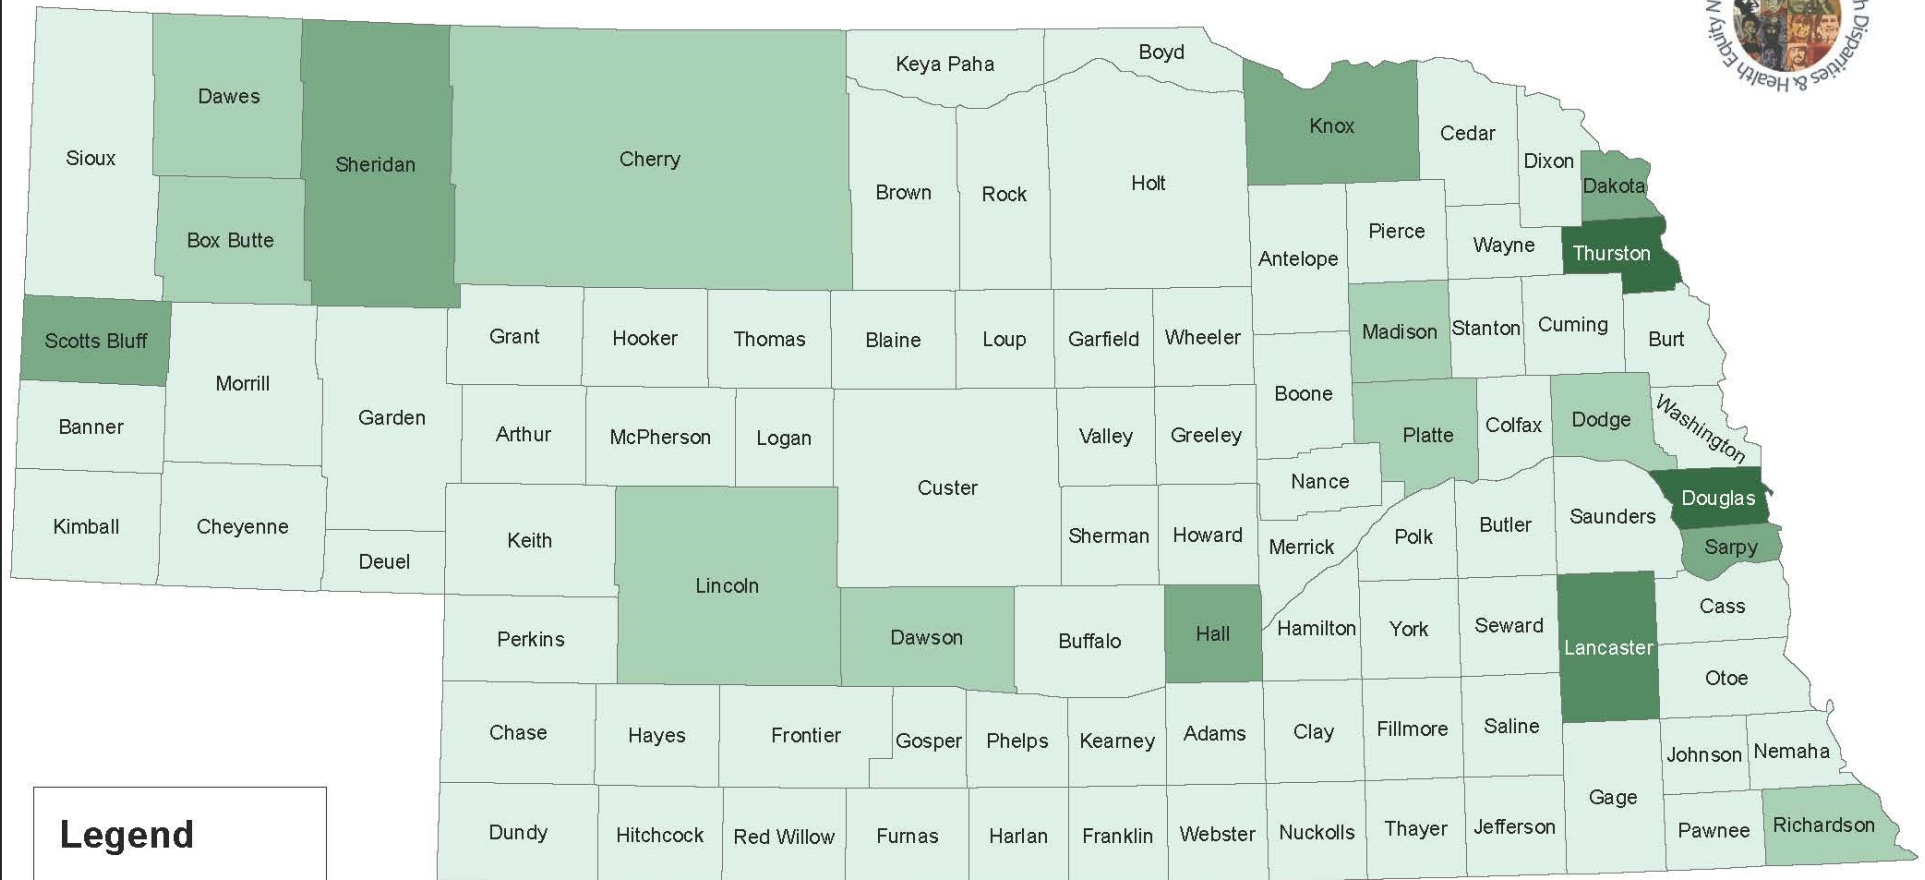 h Disparities & Health Equity N
Keya Paha
Boyd
Dawes
Sioux
Sheridan
Cherry
Knox
Cedar
Dixon
Dakota
Brown
Rock
Holt
Box Butte
Pierce
Wayne
Antelope
Thurston
Scotts Bluff
Grant
Hooker
Thomas
Blaine
Loup
Garfield
Wheeler
Madison
Stanton
Cuming
Burt
Morrill
Garden
Boone
Banner
Arthur
McPherson
Logan
Valley
Greeley
Platte
Colfax
Dodge
Washington
Custer
Nance
Kimball
Cheyenne
Keith
Sherman
Howard
Merrick
Polk
Butler
Saunders
Douglas
Sarpy
Deuel
Lincoln
Cass
Perkins
Dawson
Buffalo
Hall
Hamilton
York
Seward
Lancaster
Otoe
Chase
Hayes
Frontier
Gosper
Phelps
Kearney
Adams
Clay
Fillmore
Saline
Johnson
Nemaha
Gage
Dundy
Hitchcock
Red Willow
Furnas
Harlan
Franklin
Webster
Nuckolls
Thayer
Jefferson
Pawnee
Richardson
Legend